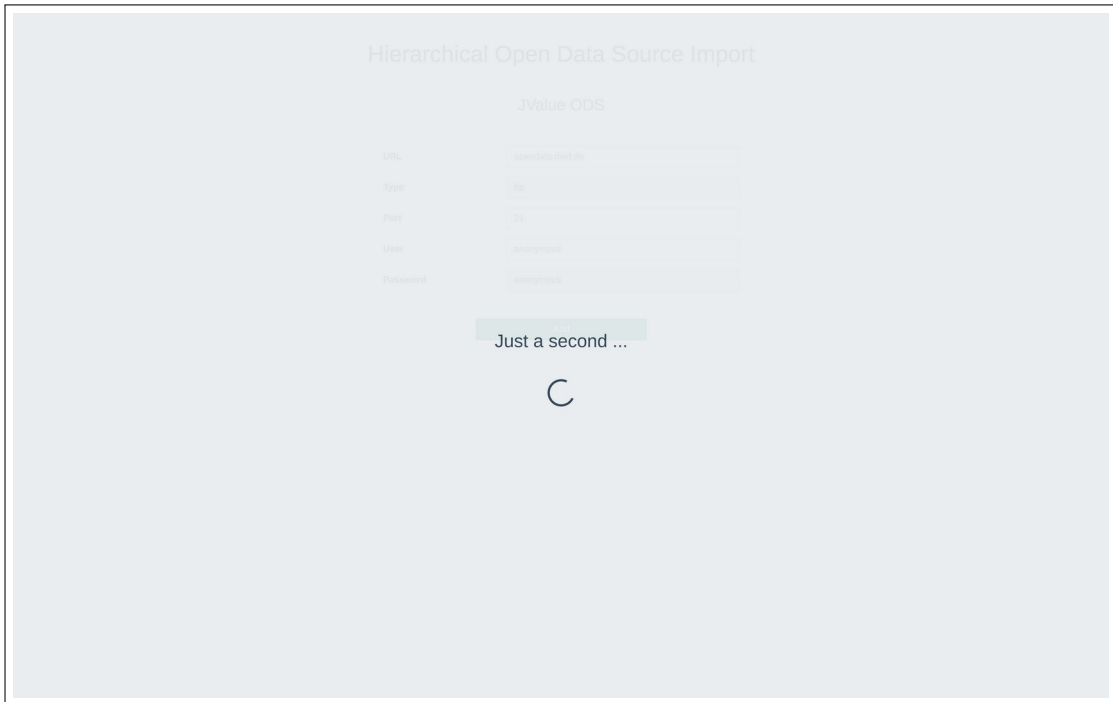 Hierarchical Open Data Source Import
JValue ODS
URL
Type
ftp
Port
21
User
anonymous
Password
anonymous
Just a second ...